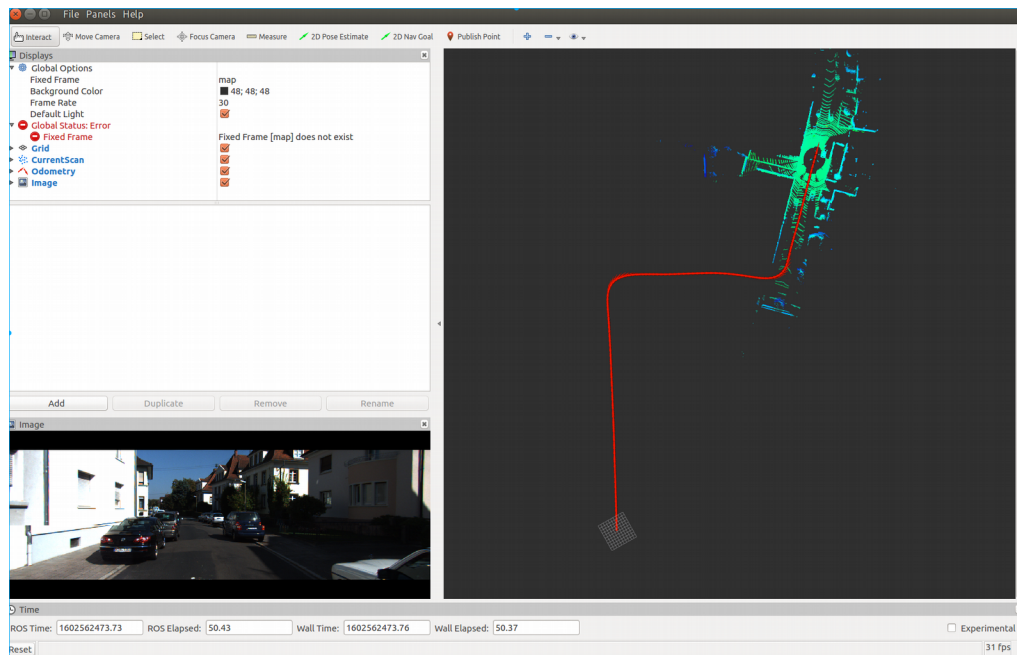 File Panels Help
Interact Move Camera Select Focus Camera Measure 2D Pose Estimate 2D Nav Goal Publish Point
Displays
Global Options
Fixed Frame map
Background Color 48; 48; 48
Frame Rate 30
Default Light
Global Status: Error
Fixed Frame Fixed Frame [map] does not exist
Grid
CurrentScan
Odometry
Image
Add Duplicate Remove Rename
Image
Time
ROS Time: 1602562473.73 ROS Elapsed: 50.43 Wall Time: 1602562473.76 Wall Elapsed: 50.37 Experimental
Reset 31 fps